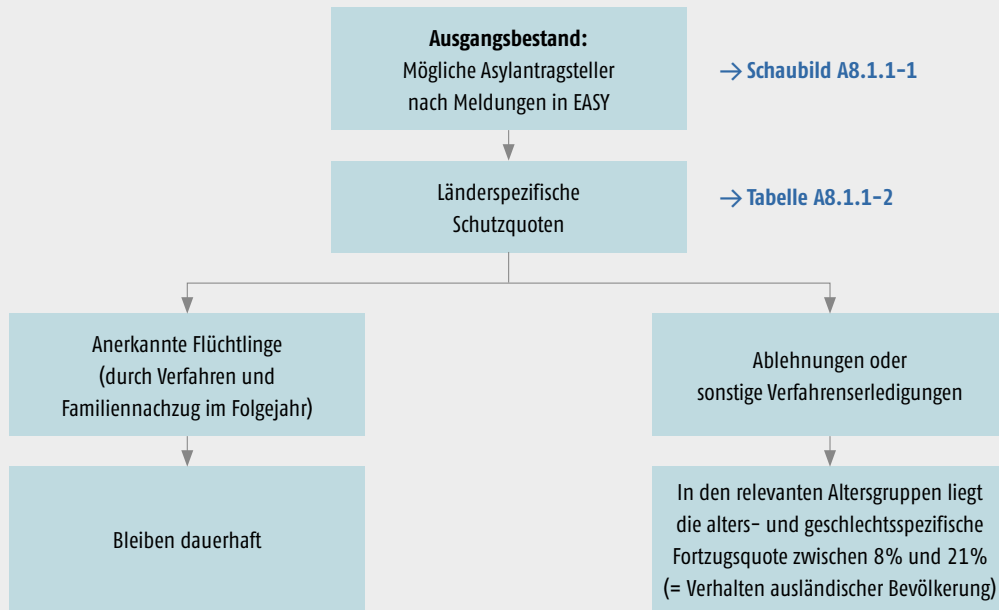 Ausgangsbestand:
Mögliche Asylantragsteller
nach Meldungen in EASY
→ Schaubild A8.1.1-1
Länderspezifische
Schutzquoten
→ Tabelle A8.1.1-2
Anerkannte Flüchtlinge
(durch Verfahren und
Familiennachzug im Folgejahr)
Ablehnungen oder
sonstige Verfahrenserledigungen
Bleiben dauerhaft
In den relevanten Altersgruppen liegt
die alters- und geschlechtsspezifische
Fortzugsquote zwischen 8% und 21%
(= Verhalten ausländischer Bevölkerung)